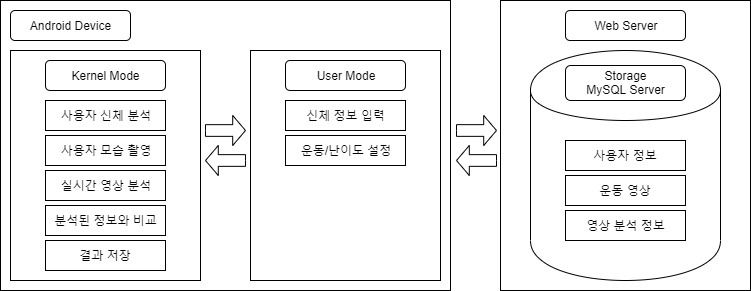 Android Device
Kernel Mode
사용자 신체 분석
사용자 모습 촬영
실시간 영상 분석
분석된 정보와 비교
결과 저장
User Mode
신체 정보 입력
운동/난이도 설정
Web Server
Storage
MySQL Server
사용자 정보
운동 영상
영상 분석 정보